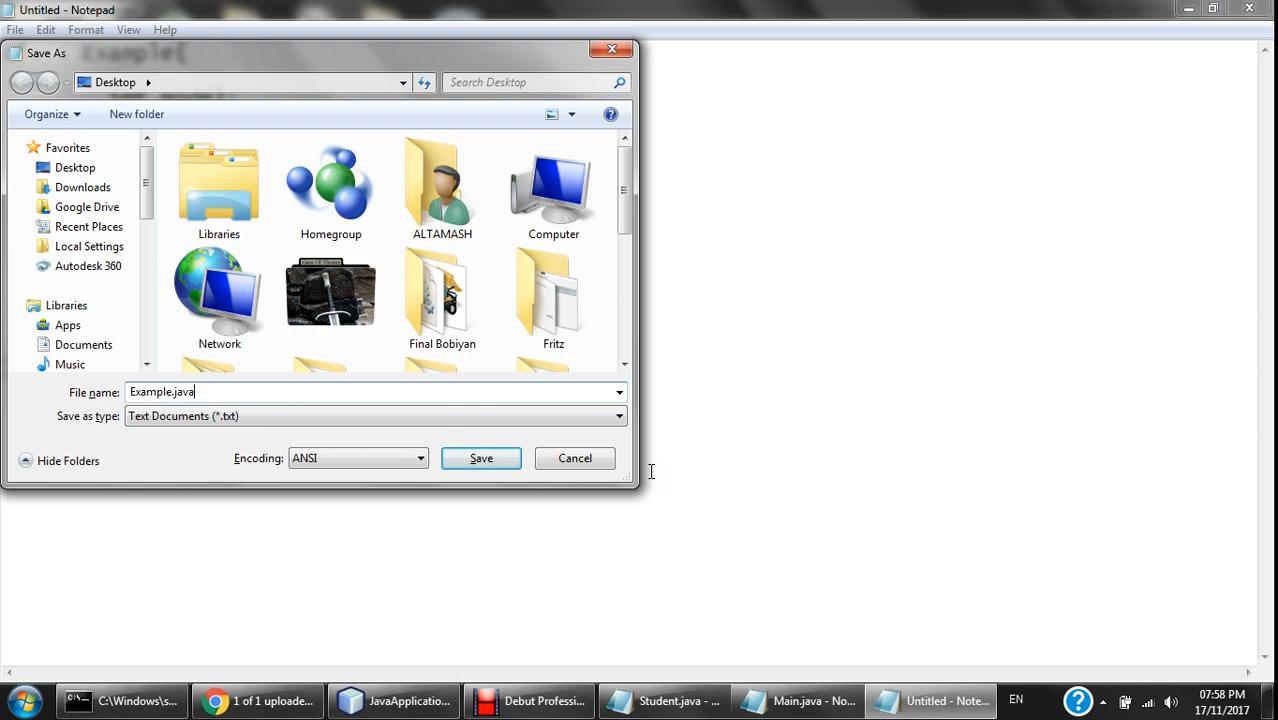 Untitled - Notepad
File Edit Format View Help
Example{
Save As
Desktop
Search Desktop
Organize
New folder
Favorites
Desktop
Downloads
Google Drive
Recent Places
Local Settings
Autodesk 360
Libraries
Apps
Documents
Music
Libraries
Homegroup
ALTAMASH
Computer
Network
Final Bobiyan
Fritz
File name: Example.java
Save as type: Text Documents (*.txt)
Hide Folders
Encoding: ANSI
Save
Cancel
C:\Windows\s...
1 of 1 uploade...
JavaApplicatio...
Debut Professi...
Student.java - ...
Main.java - No...
Untitled - Note...
EN
07:58 PM
17/11/2017